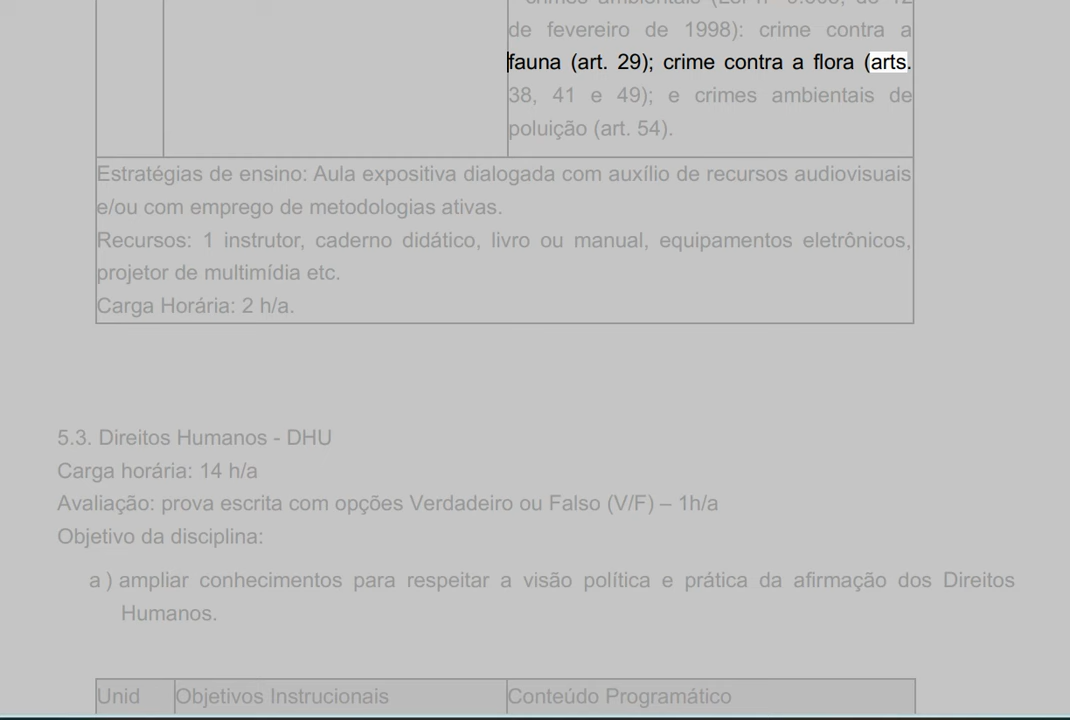 de fevereiro de 1998): crime contra a
fauna (art. 29); crime contra a flora (arts.
38, 41 e 49); e crimes ambientais de
poluição (art. 54).
Estratégias de ensino: Aula expositiva dialogada com auxílio de recursos audiovisuais
e/ou com emprego de metodologias ativas.
Recursos: 1 instrutor, caderno didático, livro ou manual, equipamentos eletrônicos,
projetor de multimídia etc.
Carga Horária: 2 h/a.
5.3. Direitos Humanos - DHU
Carga horária: 14 h/a
Avaliação: prova escrita com opções Verdadeiro ou Falso (V/F) – 1h/a
Objetivo da disciplina:
a ) ampliar conhecimentos para respeitar a visão política e prática da afirmação dos Direitos
Humanos.
Unid Objetivos Instrucionais Conteúdo Programático